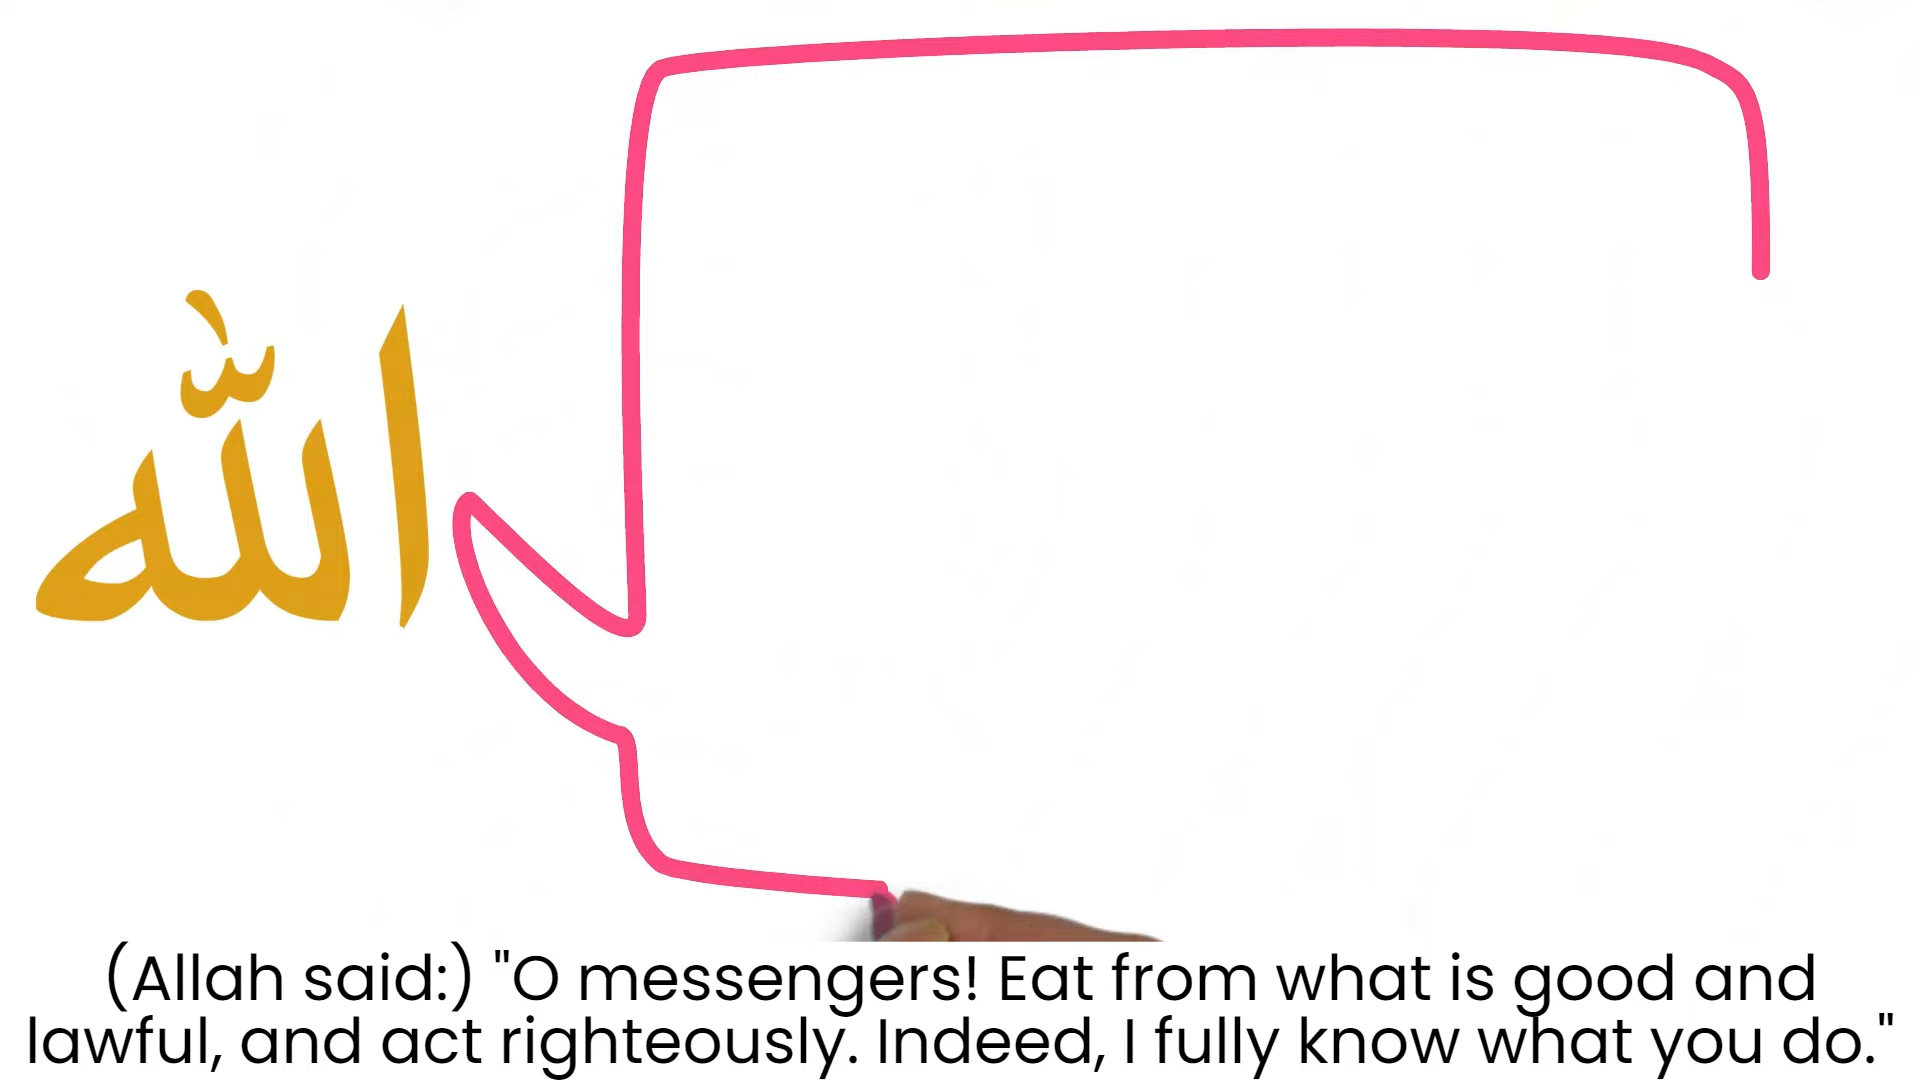 الله
(Allah said:) "O messengers! Eat from what is good and
lawful, and act righteously. Indeed, I fully know what you do."